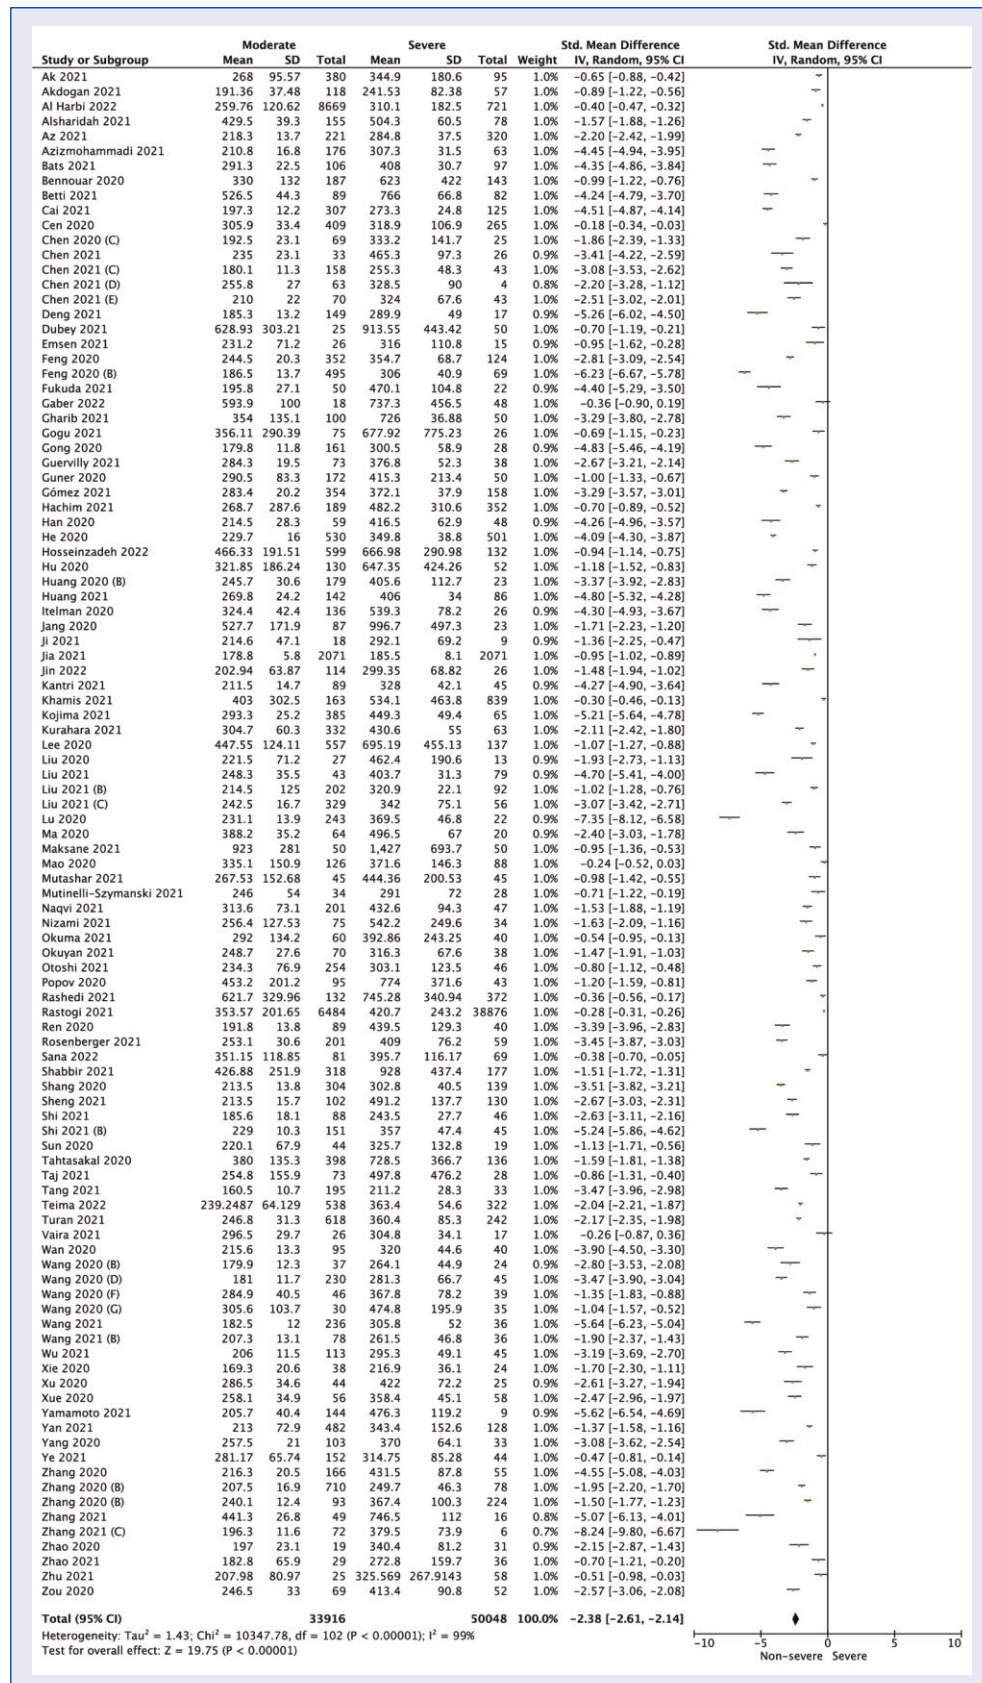 Moderate Severe Std. Mean Difference Std. Mean Difference
Study or Subgroup Mean SD Total Mean SD Total Weight IV, Random, 95% CI IV, Random, 95% CI
Ak 2021 268 95.57 380 344.9 180.6 95 1.0% -0.65 [-0.88, -0.42]
Akdogan 2021 191.36 37.48 118 241.53 82.38 57 1.0% -0.89 [-1.22, -0.56]
Al Harbi 2022 259.76 120.62 8669 310.1 182.5 721 1.0% -0.40 [-0.47, -0.32]
Alsharidah 2021 429.5 39.3 155 504.3 60.5 78 1.0% -1.57 [-1.88, -1.26]
Az 2021 218.3 13.7 221 284.8 37.5 320 1.0% -2.20 [-2.42, -1.99]
Azizmohammadi 2021 210.8 16.8 176 307.3 31.5 63 1.0% -4.45 [-4.94, -3.95]
Bats 2021 291.3 22.5 106 408 30.7 97 1.0% -4.35 [-4.86, -3.84]
Bennouar 2020 330 132 187 623 422 143 1.0% -0.99 [-1.22, -0.76]
Betti 2021 526.5 44.3 89 766 66.8 82 1.0% -4.24 [-4.79, -3.70]
Cai 2021 197.3 12.2 307 273.3 24.8 125 1.0% -4.51 [-4.87, -4.14]
Cen 2020 305.9 33.4 409 318.9 106.9 265 1.0% -0.18 [-0.34, -0.03]
Chen 2020 (C) 192.5 23.1 69 333.2 141.7 25 1.0% -1.86 [-2.39, -1.33]
Chen 2021 235 23.1 33 465.3 97.3 26 0.9% -3.41 [-4.22, -2.59]
Chen 2021 (C) 180.1 11.3 158 255.3 48.3 43 1.0% -3.08 [-3.53, -2.62]
Chen 2021 (D) 255.8 27 63 328.5 90 4 0.8% -2.20 [-3.28, -1.12]
Chen 2021 (E) 210 22 70 324 67.6 43 1.0% -2.51 [-3.02, -2.01]
Deng 2021 185.3 13.2 149 289.9 49 17 0.9% -5.26 [-6.02, -4.50]
Dubey 2021 628.93 303.21 25 913.55 443.42 50 1.0% -0.70 [-1.19, -0.21]
Emsen 2021 231.2 71.2 26 316 110.8 15 0.9% -0.95 [-1.62, -0.28]
Feng 2020 244.5 20.3 352 354.7 68.7 124 1.0% -2.81 [-3.09, -2.54]
Feng 2020 (B) 186.5 13.7 495 306 40.9 69 1.0% -6.23 [-6.67, -5.78]
Fukuda 2021 195.8 27.1 50 470.1 104.8 22 0.9% -4.40 [-5.29, -3.50]
Gaber 2022 593.9 100 18 737.3 456.5 48 1.0% -0.36 [-0.90, 0.19]
Gharib 2021 354 135.1 100 726 36.88 50 1.0% -3.29 [-3.80, -2.78]
Gogu 2021 356.11 290.39 75 677.92 775.23 26 1.0% -0.69 [-1.15, -0.23]
Gong 2020 179.8 11.8 161 300.5 58.9 28 0.9% -4.83 [-5.46, -4.19]
Guervilly 2021 284.3 19.5 73 376.8 52.3 38 1.0% -2.67 [-3.21, -2.14]
Guner 2020 290.5 83.3 172 415.3 213.4 50 1.0% -1.00 [-1.33, -0.67]
Gómez 2021 283.4 20.2 354 372.1 37.9 158 1.0% -3.29 [-3.57, -3.01]
Hachim 2021 268.7 287.6 189 482.2 310.6 352 1.0% -0.70 [-0.89, -0.52]
Han 2020 214.5 28.3 59 416.5 62.9 48 0.9% -4.26 [-4.96, -3.57]
He 2020 229.7 16 530 349.8 38.8 501 1.0% -4.09 [-4.30, -3.87]
Hosseinzadeh 2022 466.33 191.51 599 666.98 290.98 132 1.0% -0.94 [-1.14, -0.75]
Hu 2020 321.85 186.24 130 647.35 424.26 52 1.0% -1.18 [-1.52, -0.83]
Huang 2020 (B) 245.7 30.6 179 405.6 112.7 23 1.0% -3.37 [-3.92, -2.83]
Huang 2021 269.8 24.2 142 406 34 86 1.0% -4.80 [-5.32, -4.28]
Itelman 2020 324.4 42.4 136 539.3 78.2 26 0.9% -4.30 [-4.93, -3.67]
Jang 2020 527.7 171.9 87 996.7 497.3 23 1.0% -1.71 [-2.23, -1.20]
Ji 2021 214.6 47.1 18 292.1 69.2 9 0.9% -1.36 [-2.25, -0.47]
Jia 2021 178.8 5.8 2071 185.5 8.1 2071 1.0% -0.95 [-1.02, -0.89]
Jin 2022 202.94 63.87 114 299.35 68.82 26 1.0% -1.48 [-1.94, -1.02]
Kantri 2021 211.5 14.7 89 328 42.1 45 0.9% -4.27 [-4.90, -3.64]
Khamis 2021 403 302.5 163 534.1 463.8 839 1.0% -0.30 [-0.46, -0.13]
Kojima 2021 293.3 25.2 385 449.3 49.4 65 1.0% -5.21 [-5.64, -4.78]
Kurahara 2021 304.7 60.3 332 430.6 55 63 1.0% -2.11 [-2.42, -1.80]
Lee 2020 447.55 124.11 557 695.19 455.13 137 1.0% -1.07 [-1.27, -0.88]
Liu 2020 221.5 71.2 27 462.4 190.6 13 0.9% -1.93 [-2.73, -1.13]
Liu 2021 248.3 35.5 43 403.7 31.3 79 0.9% -4.70 [-5.41, -4.00]
Liu 2021 (B) 214.5 125 202 320.9 22.1 92 1.0% -1.02 [-1.28, -0.76]
Liu 2021 (C) 242.5 16.7 329 342 75.1 56 1.0% -3.07 [-3.42, -2.71]
Lu 2020 231.1 13.9 243 369.5 46.8 22 0.9% -7.35 [-8.12, -6.58]
Ma 2020 388.2 35.2 64 496.5 67 20 0.9% -2.40 [-3.03, -1.78]
Maksane 2021 923 281 50 1,427 693.7 50 1.0% -0.95 [-1.36, -0.53]
Mao 2020 335.1 150.9 126 371.6 146.3 88 1.0% -0.24 [-0.52, 0.03]
Mutashar 2021 267.53 152.68 45 444.36 200.53 45 1.0% -0.98 [-1.42, -0.55]
Mutinelli-Szymanski 2021 246 54 34 291 72 28 1.0% -0.71 [-1.22, -0.19]
Naqvi 2021 313.6 73.1 201 432.6 94.3 47 1.0% -1.53 [-1.88, -1.19]
Nizami 2021 256.4 127.53 75 542.2 249.6 34 1.0% -1.63 [-2.09, -1.16]
Okuma 2021 292 134.2 60 392.86 243.25 40 1.0% -0.54 [-0.95, -0.13]
Okuyan 2021 248.7 27.6 70 316.3 67.6 38 1.0% -1.47 [-1.91, -1.03]
Otoshi 2021 234.3 76.9 254 303.1 123.5 46 1.0% -0.80 [-1.12, -0.48]
Popov 2020 453.2 201.2 95 774 371.6 43 1.0% -1.20 [-1.59, -0.81]
Rashedi 2021 621.7 329.96 132 745.28 340.94 372 1.0% -0.36 [-0.56, -0.17]
Rastogi 2021 353.57 201.65 6484 420.7 243.2 38876 1.0% -0.28 [-0.31, -0.26]
Ren 2020 191.8 13.8 89 439.5 129.3 40 1.0% -3.39 [-3.96, -2.83]
Rosenberger 2021 253.1 30.6 201 409 76.2 59 1.0% -3.45 [-3.87, -3.03]
Sana 2022 351.15 118.85 81 395.7 116.17 69 1.0% -0.38 [-0.70, -0.05]
Shabbir 2021 426.88 251.9 318 928 437.4 177 1.0% -1.51 [-1.72, -1.31]
Shang 2020 213.5 13.8 304 302.8 40.5 139 1.0% -3.51 [-3.82, -3.21]
Sheng 2021 213.5 15.7 102 491.2 137.7 130 1.0% -2.67 [-3.03, -2.31]
Shi 2021 185.6 18.1 88 243.5 27.7 46 1.0% -2.63 [-3.11, -2.16]
Shi 2021 (B) 229 10.3 151 357 47.4 45 0.9% -5.24 [-5.86, -4.62]
Sun 2020 220.1 67.9 44 325.7 132.8 19 1.0% -1.13 [-1.71, -0.56]
Tahtasakal 2020 380 135.3 398 728.5 366.7 136 1.0% -1.59 [-1.81, -1.38]
Taj 2021 254.8 155.9 73 497.8 476.2 28 1.0% -0.86 [-1.31, -0.40]
Tang 2021 160.5 10.7 195 211.2 28.3 33 1.0% -3.47 [-3.96, -2.98]
Teima 2022 239.2487 64.129 538 363.4 54.6 322 1.0% -2.04 [-2.21, -1.87]
Turan 2021 246.8 31.3 618 360.4 85.3 242 1.0% -2.17 [-2.35, -1.98]
Vaira 2021 296.5 29.7 26 304.8 34.1 17 0.9% -0.26 [-0.87, 0.36]
Wan 2020 215.6 13.3 95 320 44.6 40 0.9% -3.90 [-4.50, -3.30]
Wang 2020 (B) 179.9 12.3 37 264.1 44.9 24 0.9% -2.80 [-3.53, -2.08]
Wang 2020 (D) 181 11.7 230 281.3 66.7 45 1.0% -3.47 [-3.90, -3.04]
Wang 2020 (F) 284.9 40.5 46 367.8 78.2 39 1.0% -1.35 [-1.83, -0.88]
Wang 2020 (G) 305.6 103.7 30 474.8 195.9 35 1.0% -1.04 [-1.57, -0.52]
Wang 2021 182.5 12 236 305.8 52 36 1.0% -5.64 [-6.23, -5.04]
Wang 2021 (B) 207.3 13.1 78 261.5 46.8 36 1.0% -1.90 [-2.37, -1.43]
Wu 2021 206 11.5 113 295.3 49.1 45 1.0% -3.19 [-3.69, -2.70]
Xie 2020 169.3 20.6 38 216.9 36.1 24 0.9% -1.70 [-2.30, -1.11]
Xu 2020 286.5 34.6 44 422 72.2 25 0.9% -2.61 [-3.27, -1.94]
Xue 2020 258.1 34.9 56 358.4 45.1 58 1.0% -2.47 [-2.96, -1.97]
Yamamoto 2021 205.7 40.4 144 476.3 119.2 9 0.9% -5.62 [-6.54, -4.69]
Yan 2021 213 72.9 482 343.4 152.6 128 1.0% -1.37 [-1.58, -1.16]
Yang 2020 257.5 21 103 370 64.1 33 1.0% -3.08 [-3.62, -2.54]
Ye 2021 281.17 65.74 152 314.75 85.28 44 1.0% -0.47 [-0.81, -0.14]
Zhang 2020 216.3 20.5 166 431.5 87.8 55 1.0% -4.55 [-5.08, -4.03]
Zhang 2020 (B) 207.5 16.9 710 249.7 46.3 78 1.0% -1.95 [-2.20, -1.70]
Zhang 2020 (B) 240.1 12.4 93 367.4 100.3 224 1.0% -1.50 [-1.77, -1.23]
Zhang 2021 441.3 26.8 49 746.5 112 16 0.8% -5.07 [-6.13, -4.01]
Zhang 2021 (C) 196.3 11.6 72 379.5 73.9 6 0.7% -8.24 [-9.80, -6.67]
Zhao 2020 197 23.1 19 340.4 81.2 31 0.9% -2.15 [-2.87, -1.43]
Zhao 2021 182.8 65.9 29 272.8 159.7 36 1.0% -0.70 [-1.21, -0.20]
Zhu 2021 207.98 80.97 25 325.569 267.9143 58 1.0% -0.51 [-0.98, -0.03]
Zou 2020 246.5 33 69 413.4 90.8 52 1.0% -2.57 [-3.06, -2.08]
Total (95% CI) 33916 50048 100.0% -2.38 [-2.61, -2.14]
Heterogeneity: Tau² = 1.43; Chi² = 10347.78, df = 102 (P < 0.00001); I² = 99%
Test for overall effect: Z = 19.75 (P < 0.00001)
-10 -5 0 5 10
Non-severe Severe